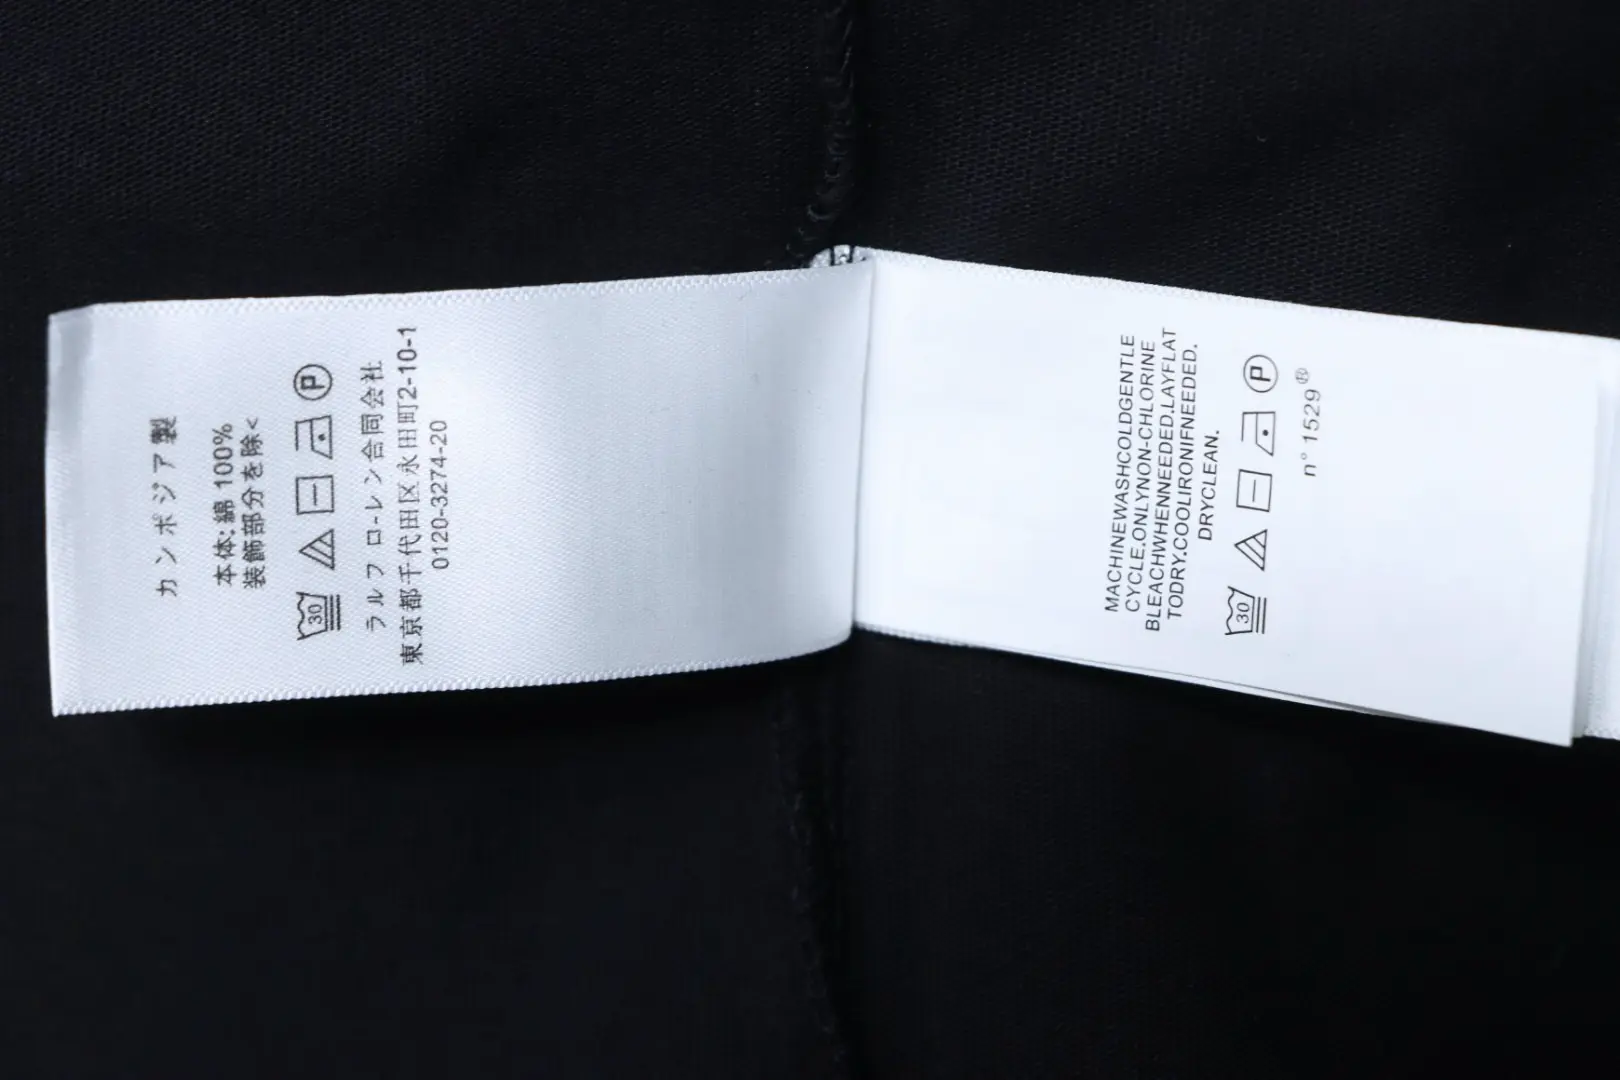 カンボジア製
本体:綿 100%
装飾部分を除<
30
P
ラルフ ロ-レン合同会社
東京都千代田区永田町2-10-1
0120-3274-20
MACHINEWASHCOLDGENTLE
CYCLE.ONLYNON-CHLORINE
BLEACHWHENNEEDED.LAYFLAT
TODRY.COOLIRONIFNEEDED.
DRYCLEAN.
30
P
n° 1529®